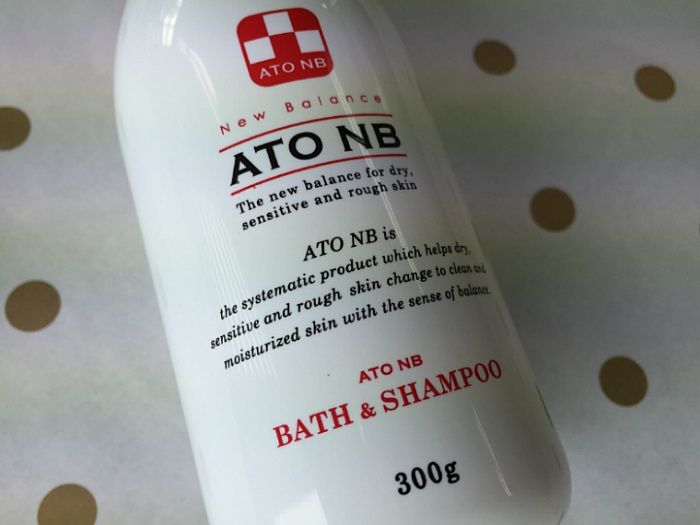 ATO NB
New Balance
ATO NB
The new balance for dry,
sensitive and rough skin
ATO NB is
the systematic product which helps dry,
sensitive and rough skin change to clean and
moisturized skin with the sense of balance.
ATO NB
BATH & SHAMPOO
300g